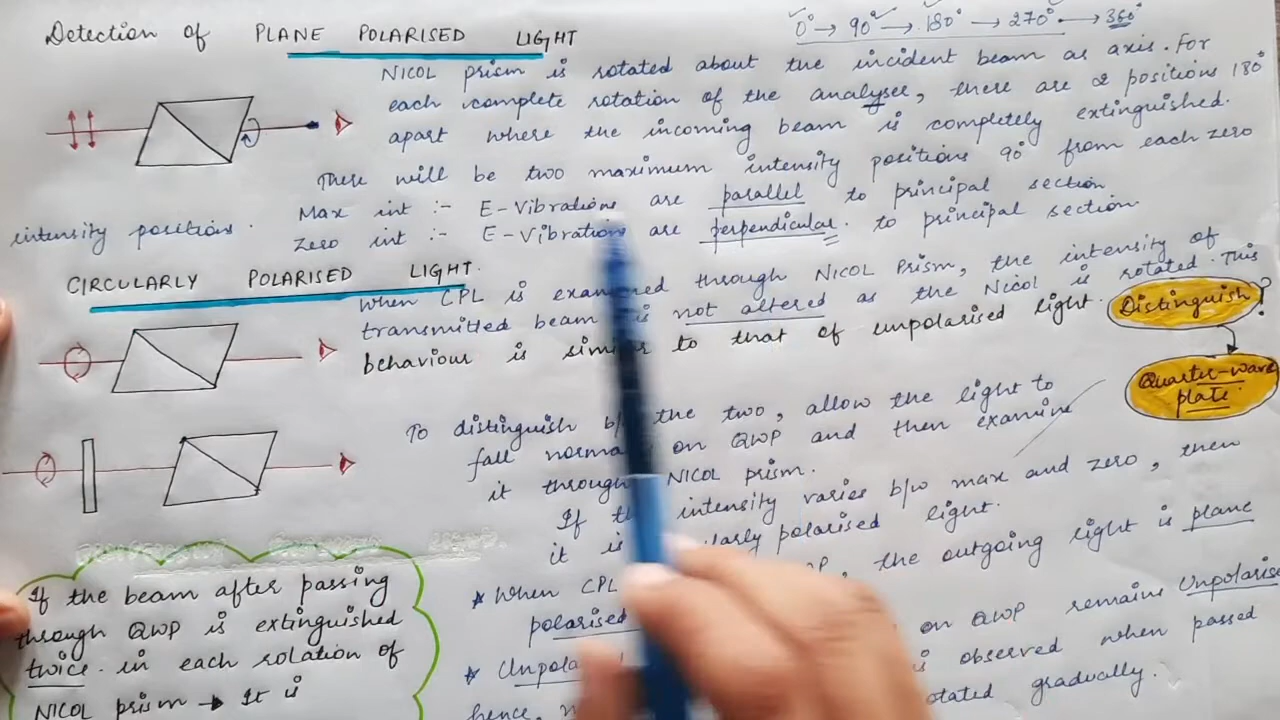 Detection of PLANE POLARISED LIGHT
0° → 90° → 180° → 270° → 360°
NICOL prism is rotated about the incident beam as axis. For
each complete rotation of the analyser, there are 2 positions 180°
apart where the incoming beam is completely extinguished.
There will be two maximum intensity positions 90° from each zero
intensity positions.
Max int :- E-Vibrations are parallel to principal section
Zero int :- E-Vibrations are perpendicular to principal section
CIRCULARLY POLARISED LIGHT.
When CPL is examined through NICOL Prism, the intensity of
transmitted beam is not altered as the Nicol is rotated. This
behaviour is similar to that of unpolarised light.
Distinguish?
Quarter-wave
plate.
To distinguish b/w the two, allow the light to
fall on QWP and then examine
it through NICOL prism.
If intensity varies b/w max and zero, then
it is polarised light.
* When CPL the outgoing light is plane
polarised
* on QWP remains
observed when passed
hence, gradually.
If the beam after passing
through QWP is extinguished
twice in each rotation of
NICOL prism → It is